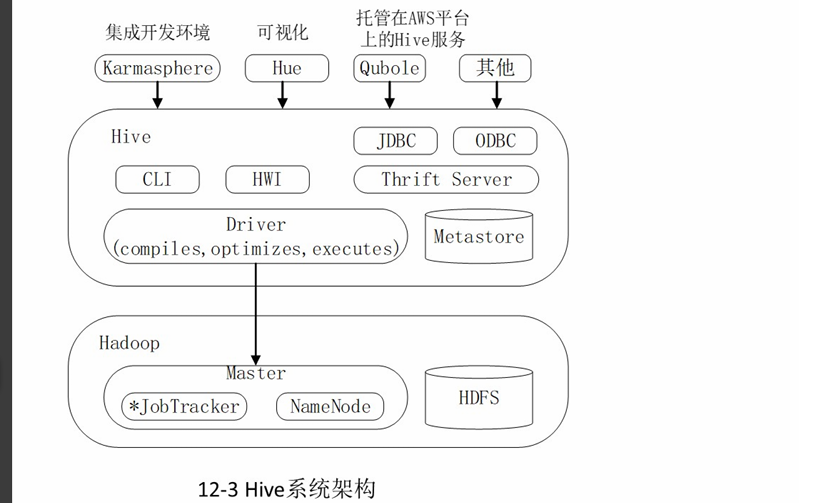 集成开发环境
可视化
托管在AWS平台
上的Hive服务
Karmasphere
Hue
Qubole
其他
Hive
JDBC
ODBC
CLI
HWI
Thrift Server
Driver
(compiles,optimizes,executes)
Metastore
Hadoop
Master
*JobTracker
NameNode
HDFS
12-3 Hive系统架构